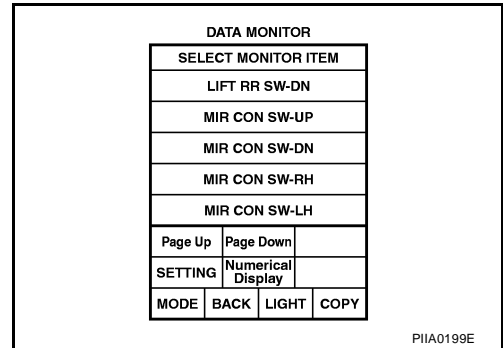 DATA MONITOR
SELECT MONITOR ITEM
LIFT RR SW-DN
MIR CON SW-UP
MIR CON SW-DN
MIR CON SW-RH
MIR CON SW-LH
Page Up Page Down
SETTING Numerical Display
MODE BACK LIGHT COPY
PIIA0199E